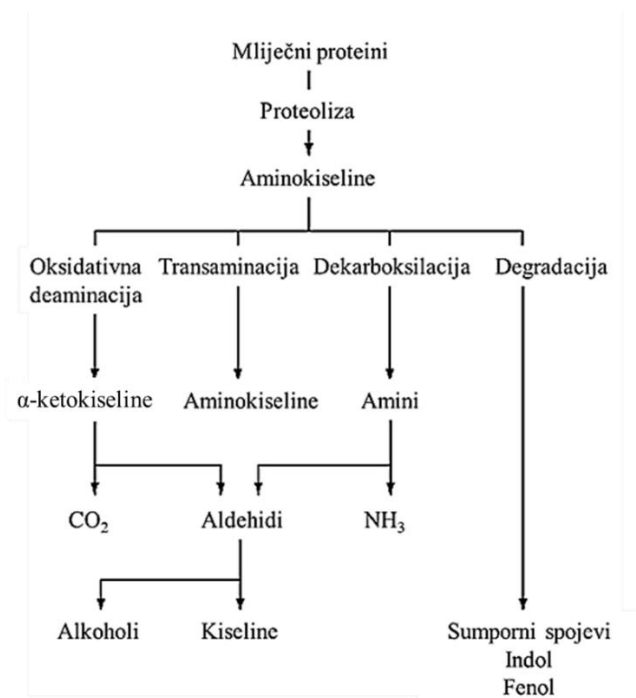 Mliječni proteini
Proteoliza
Aminokiseline
Oksidativna deaminacija
Transaminacija
Dekarboksilacija
Degradacija
α-ketokiseline
Aminokiseline
Amini
CO₂
Aldehidi
NH₃
Alkoholi
Kiseline
Sumporni spojevi
Indol
Fenol